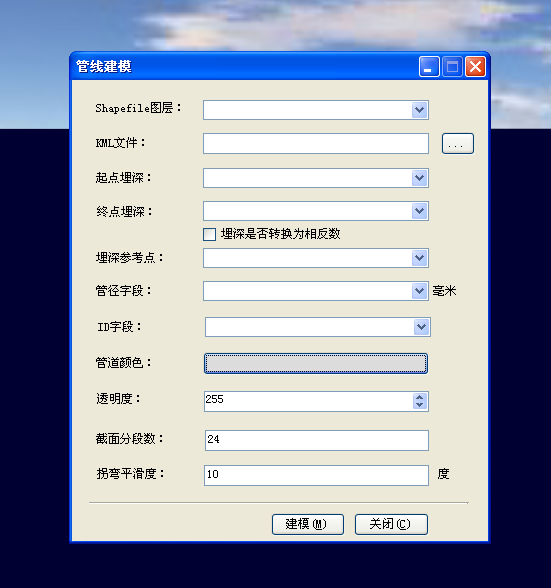 管线建模
Shapefile图层：
KML文件：
...
起点埋深：
终点埋深：
埋深是否转换为相反数
埋深参考点：
管径字段： 毫米
ID字段：
管道颜色：
透明度： 255
截面分段数： 24
拐弯平滑度： 10 度
建模(M) 关闭(C)